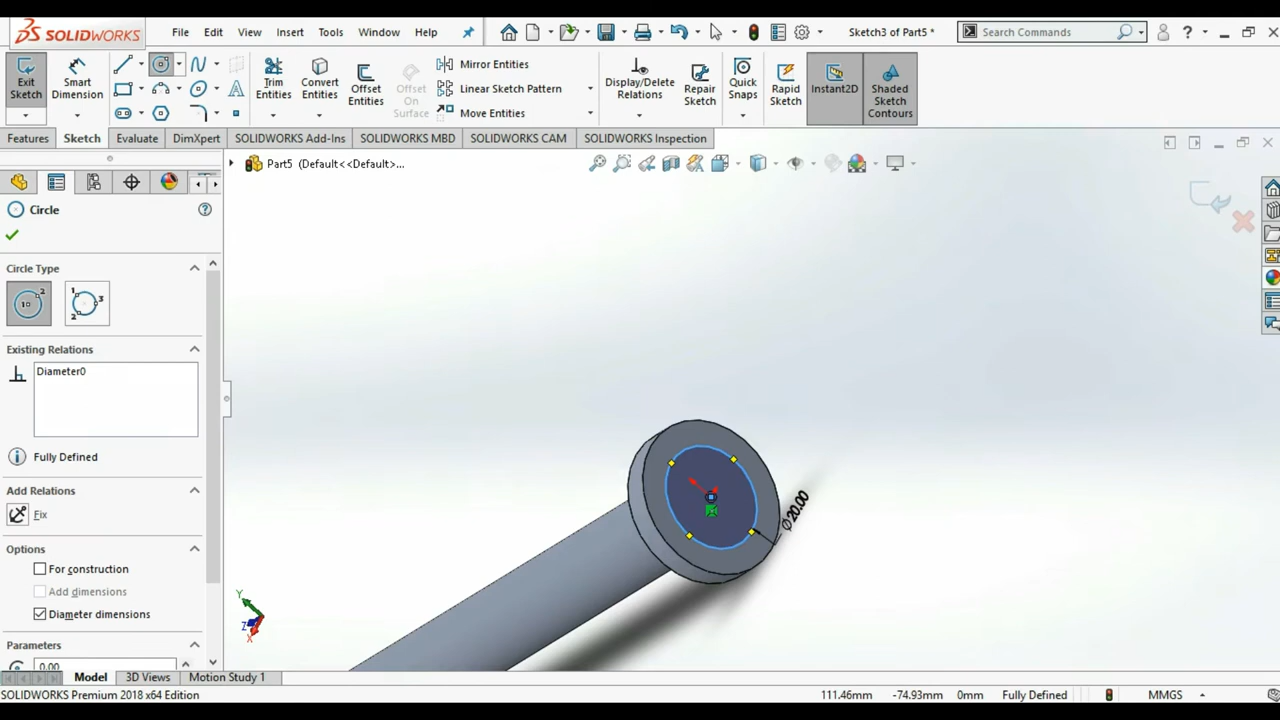 SOLIDWORKS File Edit View Insert Tools Window Help Sketch3 of Part5 * Search Commands ?
Exit Sketch
Smart Dimension
Trim Entities
Convert Entities
Offset Entities
Offset On Surface
Mirror Entities
Linear Sketch Pattern
Move Entities
Display/Delete Relations
Repair Sketch
Quick Snaps
Rapid Sketch
Instant2D
Shaded Sketch Contours
Features Sketch Evaluate DimXpert SOLIDWORKS Add-Ins SOLIDWORKS MBD SOLIDWORKS CAM SOLIDWORKS Inspection
Part5 (Default<<Default>...
Circle
Circle Type
Existing Relations
Diameter0
Fully Defined
Add Relations
Fix
Options
For construction
Add dimensions
Diameter dimensions
Parameters
0.00
Ø20.00
Y
Z
X
Model 3D Views Motion Study 1
SOLIDWORKS Premium 2018 x64 Edition 111.46mm -74.93mm 0mm Fully Defined MMGS